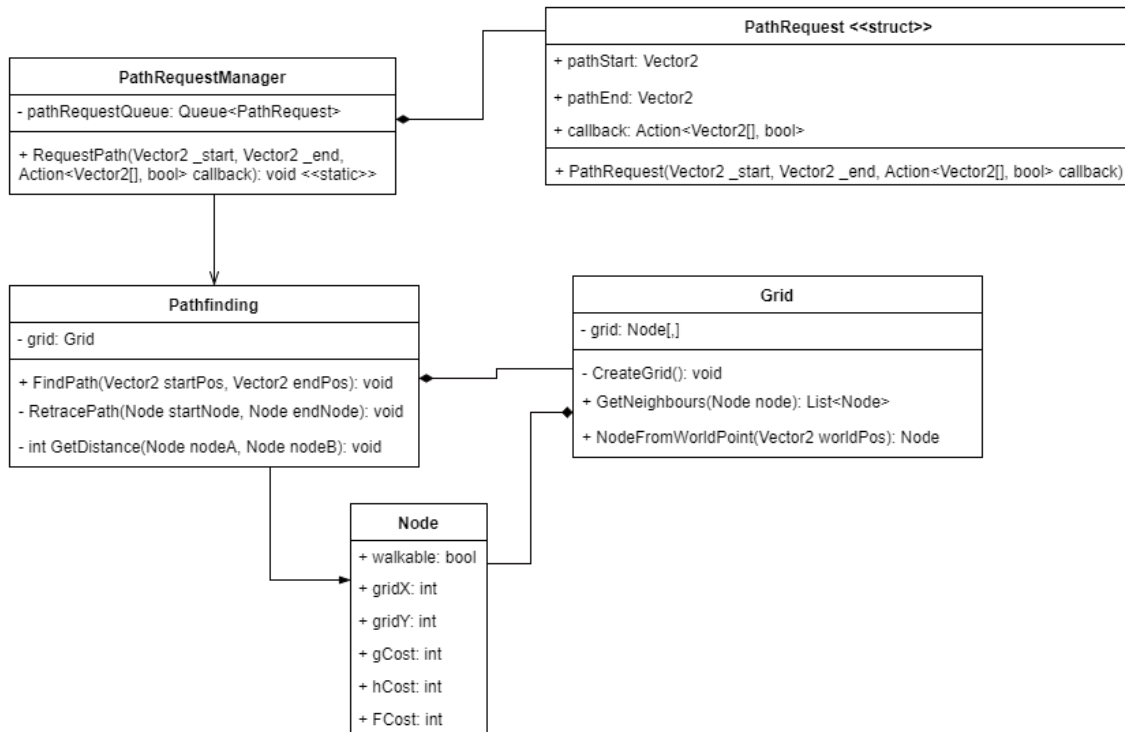 PathRequest <<struct>>
+ pathStart: Vector2
+ pathEnd: Vector2
+ callback: Action<Vector2[], bool>
+ PathRequest(Vector2 _start, Vector2 _end, Action<Vector2[], bool> callback)
PathRequestManager
- pathRequestQueue: Queue<PathRequest>
+ RequestPath(Vector2 _start, Vector2 _end,
Action<Vector2[], bool> callback): void <<static>>
Pathfinding
- grid: Grid
+ FindPath(Vector2 startPos, Vector2 endPos): void
- RetracePath(Node startNode, Node endNode): void
- int GetDistance(Node nodeA, Node nodeB): void
Grid
- grid: Node[,]
- CreateGrid(): void
+ GetNeighbours(Node node): List<Node>
+ NodeFromWorldPoint(Vector2 worldPos): Node
Node
+ walkable: bool
+ gridX: int
+ gridY: int
+ gCost: int
+ hCost: int
+ FCost: int